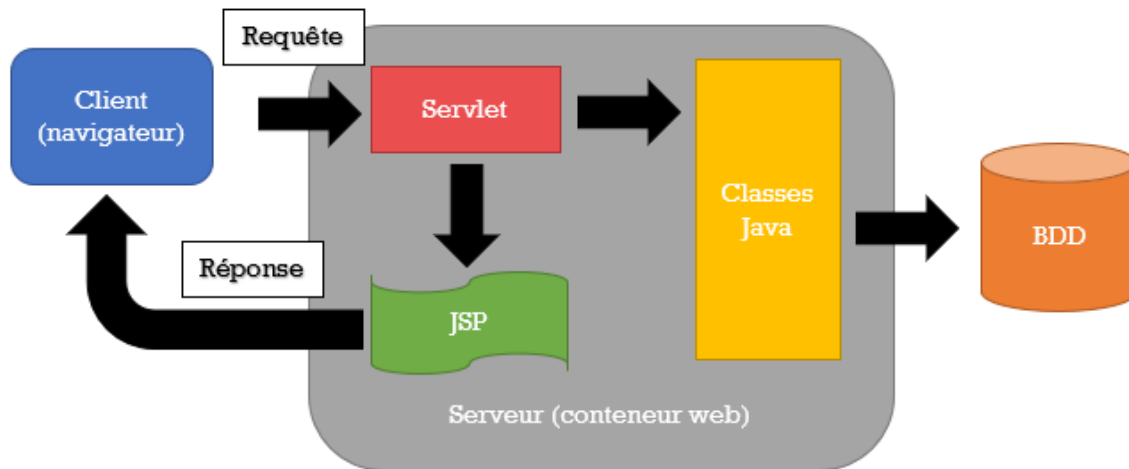 Requête
Client
(navigateur)
Servlet
Classes
Java
BDD
Réponse
JSP
Serveur (conteneur web)